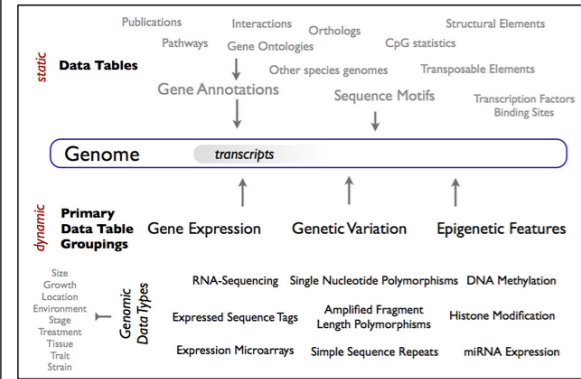 Publications
Interactions
Structural Elements
Orthologs
Pathways
Gene Ontologies
CpG statistics
static
Data Tables
Other species genomes
Transposable Elements
Gene Annotations
Sequence Motifs
Transcription Factors
Binding Sites
Genome
transcripts
dynamic
Primary
Data Table
Groupings
Gene Expression
Genetic Variation
Epigenetic Features
Size
Growth
Location
Environment
Stage
Treatment
Tissue
Trait
Strain
Genomic
Data Types
RNA-Sequencing
Single Nucleotide Polymorphisms
DNA Methylation
Expressed Sequence Tags
Amplified Fragment
Length Polymorphisms
Histone Modification
Expression Microarrays
Simple Sequence Repeats
miRNA Expression